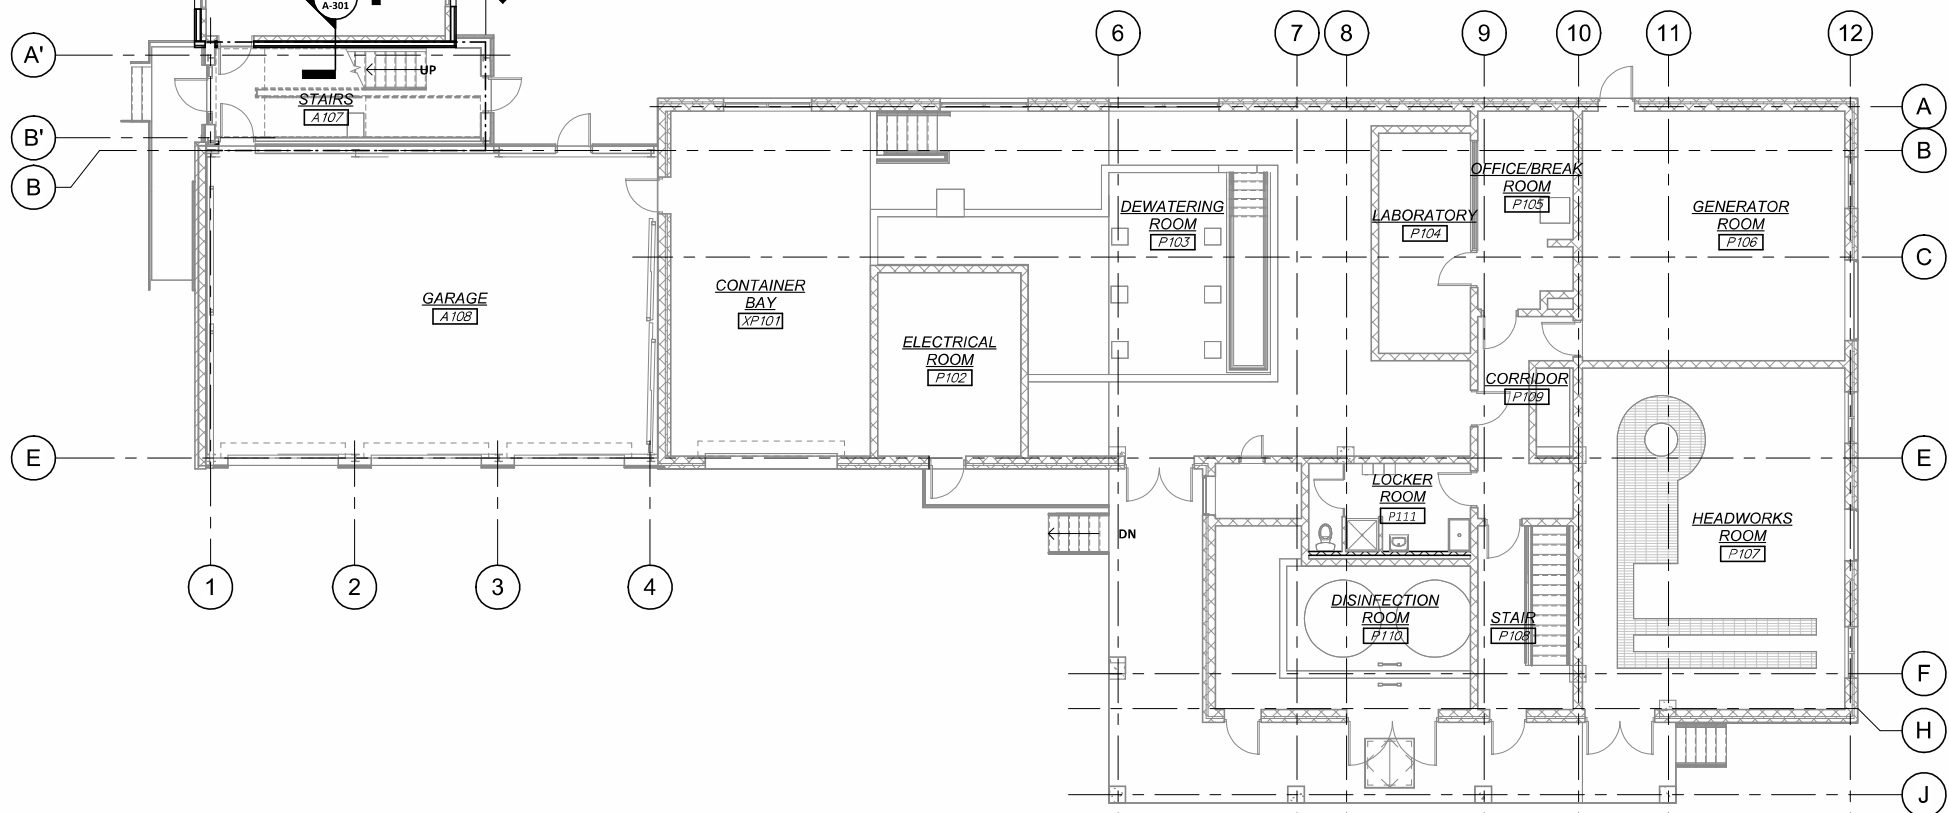 A-301
6
7
8
9
10
11
12
A'
UP
STAIRS
A107
A
B'
B
B
OFFICE/BREAK
ROOM
P105
DEWATERING
ROOM
P103
LABORATORY
P104
GENERATOR
ROOM
P106
C
CONTAINER
BAY
XP101
GARAGE
A108
ELECTRICAL
ROOM
P102
CORRIDOR
P109
E
E
LOCKER
ROOM
P111
HEADWORKS
ROOM
P107
DN
1
2
3
4
DISINFECTION
ROOM
P110
STAIR
P108
F
H
J